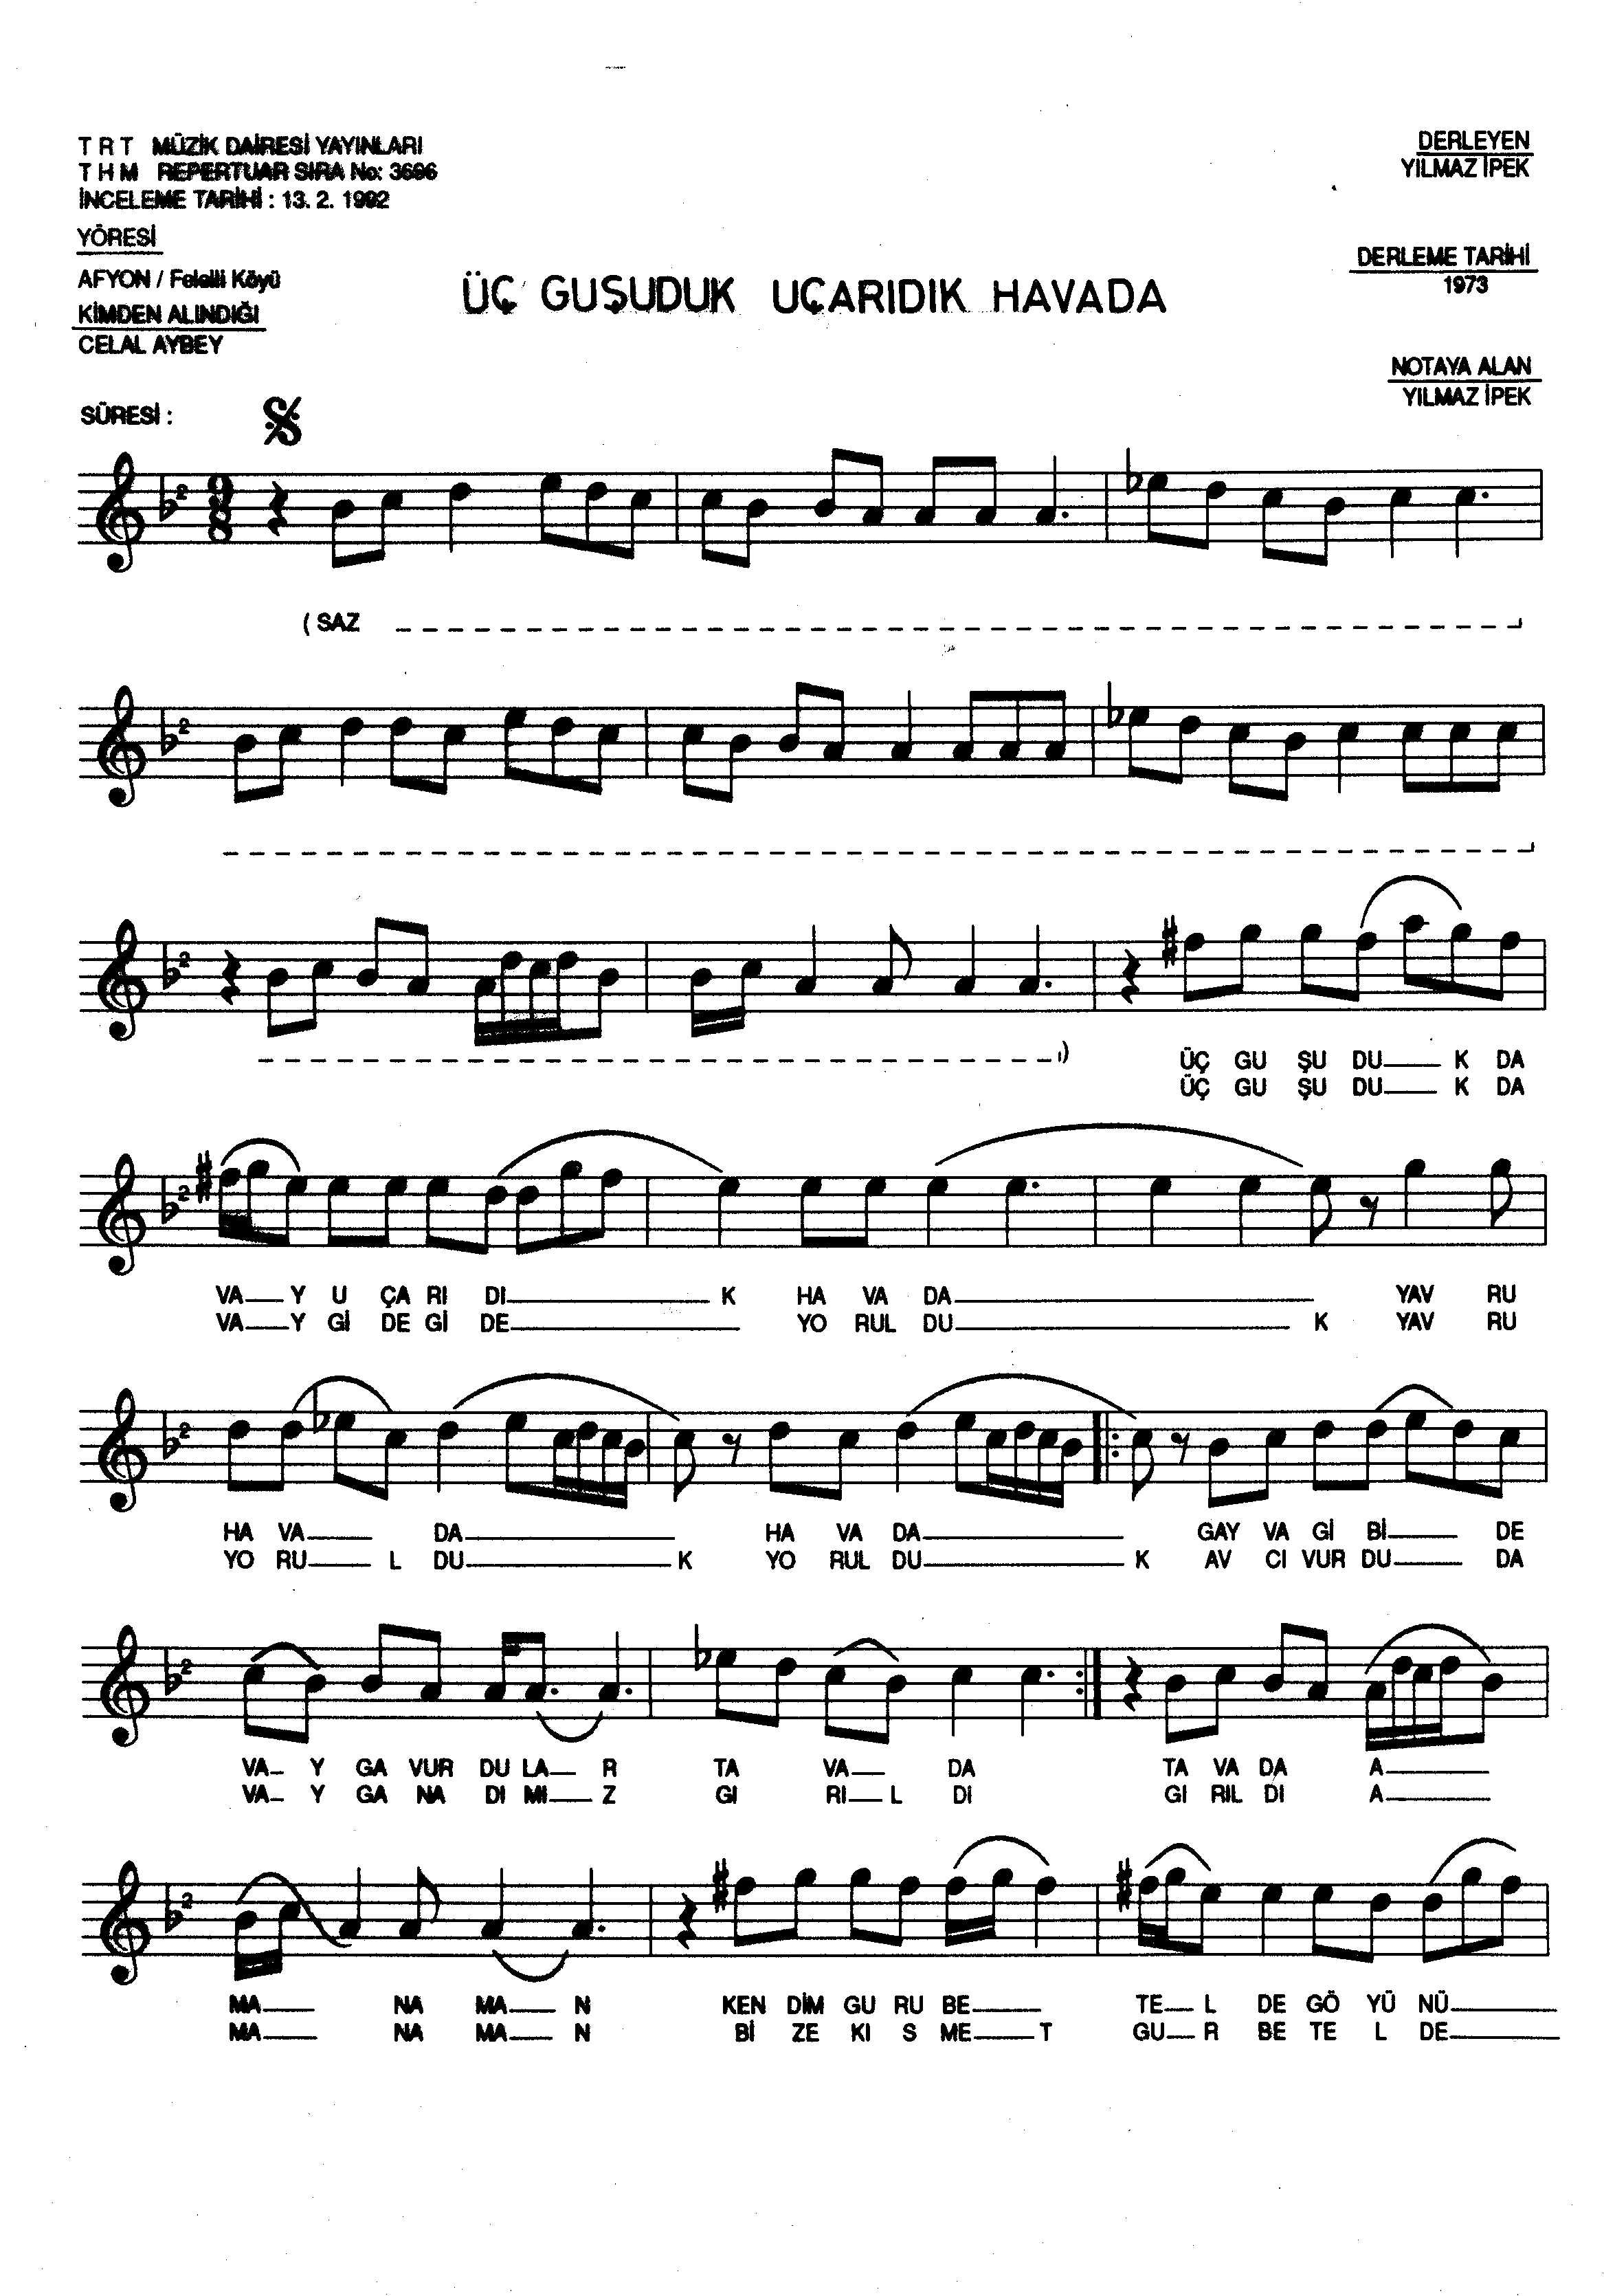 T R T MÜZİK DAİRESİ YAYINLARI
T H M REPERTUAR SIRA No: 3696
İNCELEME TARİHİ : 13. 2. 1992
YÖRESİ
AFYON / Felelli Köyü
KİMDEN ALINDIĞI
CELAL AYBEY
SÜRESİ :
ÜÇ GUŞUDUK UÇARIDIK HAVADA
DERLEYEN
YILMAZ İPEK
DERLEME TARİHİ
1973
NOTAYA ALAN
YILMAZ İPEK
( SAZ
)
ÜÇ GU ŞU DU K DA
ÜÇ GU ŞU DU K DA
VA Y U ÇA RI DI K HA VA DA YAV RU
VA Y Gİ DE Gİ DE YO RUL DU K YAV RU
HA VA DA HA VA DA GAY VA Gİ Bİ DE
YO RU L DU K YO RUL DU K AV CI VUR DU DA
VA Y GA VUR DU LA R TA VA DA TA VA DA A
VA Y GA NA DI MI Z GI RI L DI GI RIL DI A
MA NA MA N KEN DİM GU RU BE TE L DE GÖ YÜ NÜ
MA NA MA N Bİ ZE KI S ME T GU R BE TE L DE